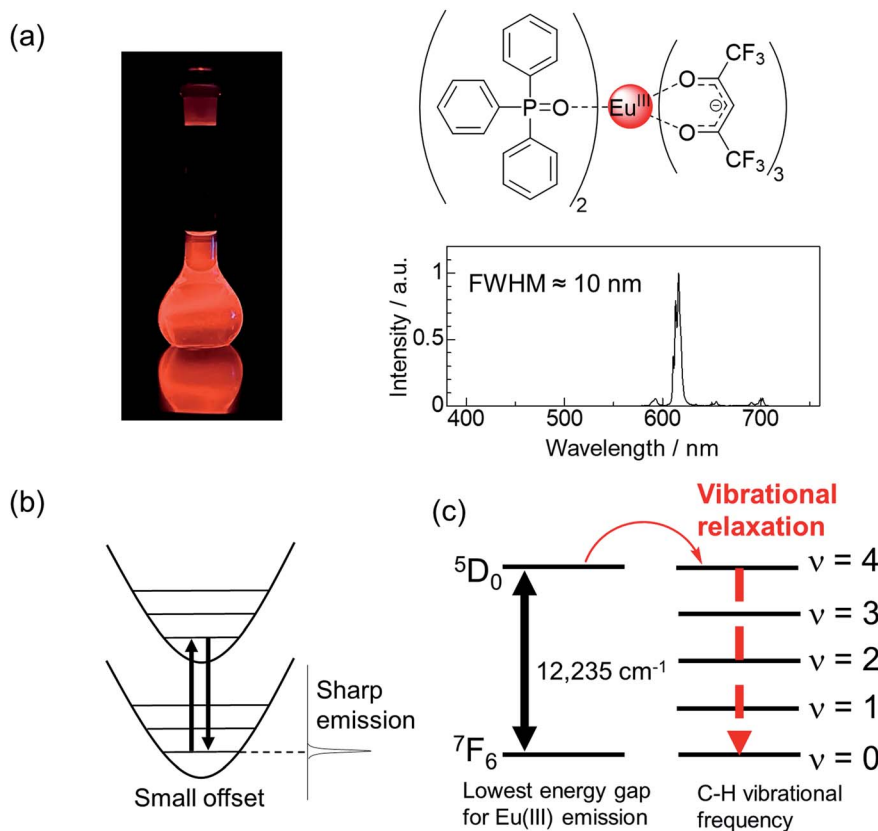 (a)
P=O
Eu
III
O
O
⊖
CF₃
CF₃
2
3
FWHM ≈ 10 nm
Intensity / a.u.
1
0.5
0
400
500
600
700
Wavelength / nm
(b)
Sharp
emission
Small offset
(c)
Vibrational
relaxation
⁵D₀
12,235 cm⁻¹
⁷F₆
Lowest energy gap
for Eu(III) emission
ν = 4
ν = 3
ν = 2
ν = 1
ν = 0
C-H vibrational
frequency